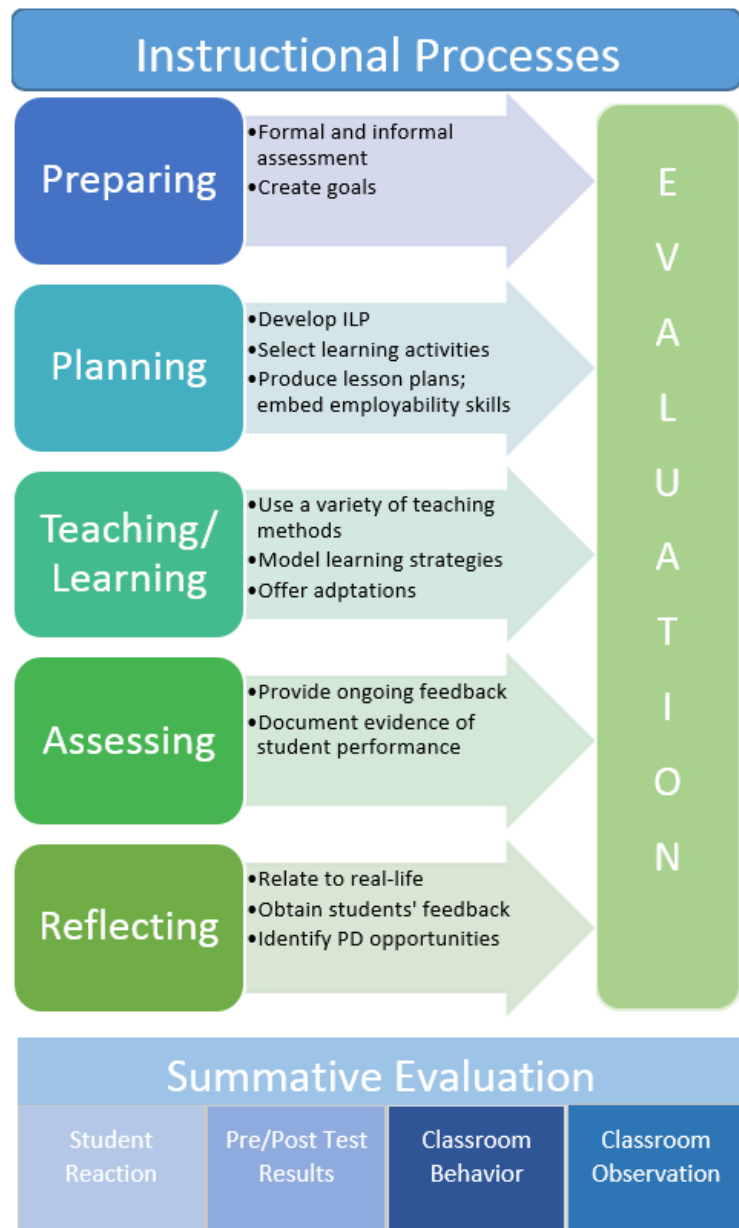 Instructional Processes
Preparing
•Formal and informal
assessment
•Create goals
Planning
•Develop ILP
•Select learning activities
•Produce lesson plans;
embed employability skills
Teaching/
Learning
•Use a variety of teaching
methods
•Model learning strategies
•Offer adptations
Assessing
•Provide ongoing feedback
•Document evidence of
student performance
Reflecting
•Relate to real-life
•Obtain students' feedback
•Identify PD opportunities
E
V
A
L
U
A
T
I
O
N
Summative Evaluation
Student
Reaction
Pre/Post Test
Results
Classroom
Behavior
Classroom
Observation